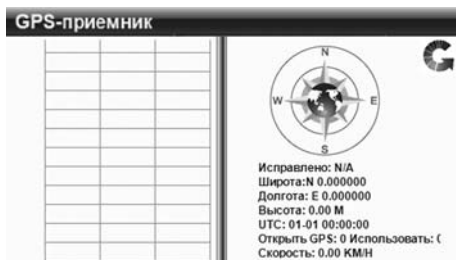 GPS-приемник
N
W E
S
Исправлено: N/A
Широта:N 0.000000
Долгота: E 0.000000
Высота: 0.00 M
UTC: 01-01 00:00:00
Открыть GPS: 0 Использовать: (
Скорость: 0.00 KM/H